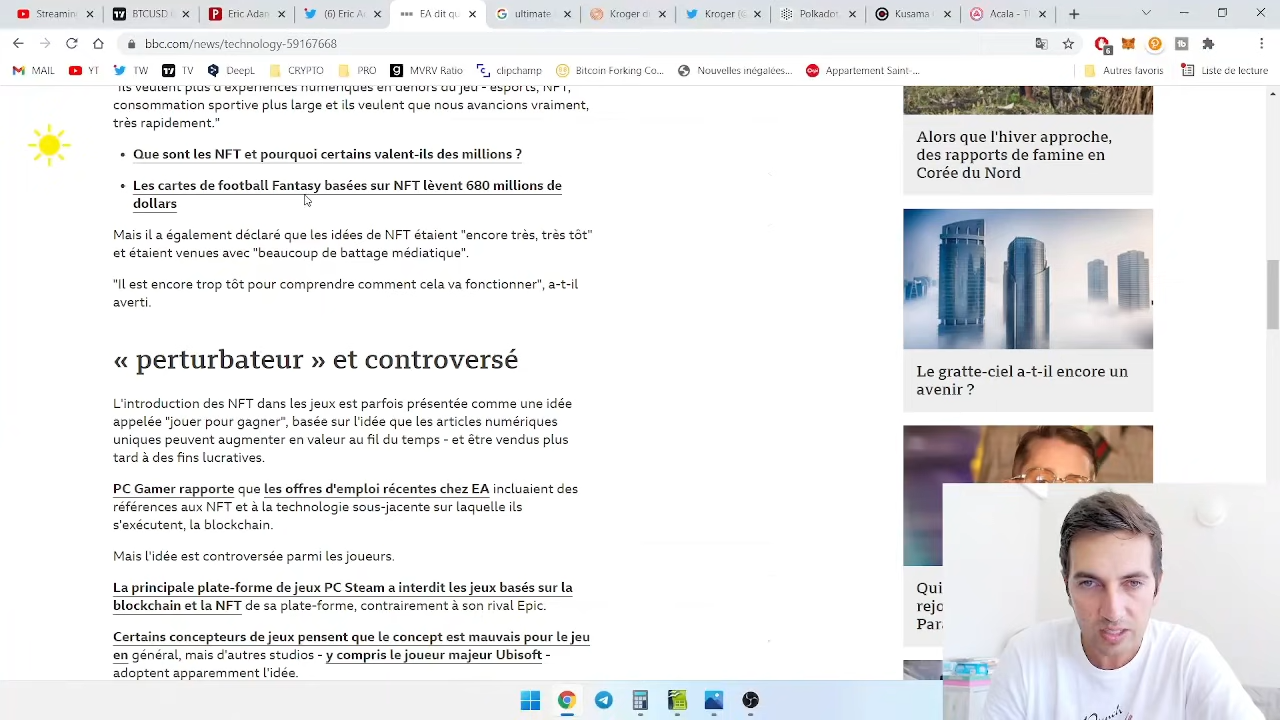 Streaming
BTCUSD.
Eric Adam
(Eric A
EA dit qu
ultimate
Kroger c
Kroger (
Polkadot
Kusama
Acala - T
bbc.com/news/technology-59167668
6
MAIL
YT
TW
TV
DeepL
CRYPTO
PRO
MVRV Ratio
clipchamp
Bitcoin Forking Co...
Nouvelles inégales...
Appartement Saint-...
Autres favoris
Liste de lecture
"Ils veulent plus d'expériences numériques en dehors du jeu - esports, NFT,
consommation sportive plus large et ils veulent que nous avancions vraiment,
très rapidement."
Que sont les NFT et pourquoi certains valent-ils des millions ?
Les cartes de football Fantasy basées sur NFT lèvent 680 millions de
dollars
Mais il a également déclaré que les idées de NFT étaient "encore très, très tôt"
et étaient venues avec "beaucoup de battage médiatique".
"Il est encore trop tôt pour comprendre comment cela va fonctionner", a-t-il
averti.
« perturbateur » et controversé
L'introduction des NFT dans les jeux est parfois présentée comme une idée
appelée "jouer pour gagner", basée sur l'idée que les articles numériques
uniques peuvent augmenter en valeur au fil du temps - et être vendus plus
tard à des fins lucratives.
PC Gamer rapporte que les offres d'emploi récentes chez EA incluaient des
références aux NFT et à la technologie sous-jacente sur laquelle ils
s'exécutent, la blockchain.
Mais l'idée est controversée parmi les joueurs.
La principale plate-forme de jeux PC Steam a interdit les jeux basés sur la
blockchain et la NFT de sa plate-forme, contrairement à son rival Epic.
Certains concepteurs de jeux pensent que le concept est mauvais pour le jeu
en général, mais d'autres studios - y compris le joueur majeur Ubisoft -
adoptent apparemment l'idée.
Alors que l'hiver approche,
des rapports de famine en
Corée du Nord
Le gratte-ciel a-t-il encore un
avenir ?
Qui
rejo
Para